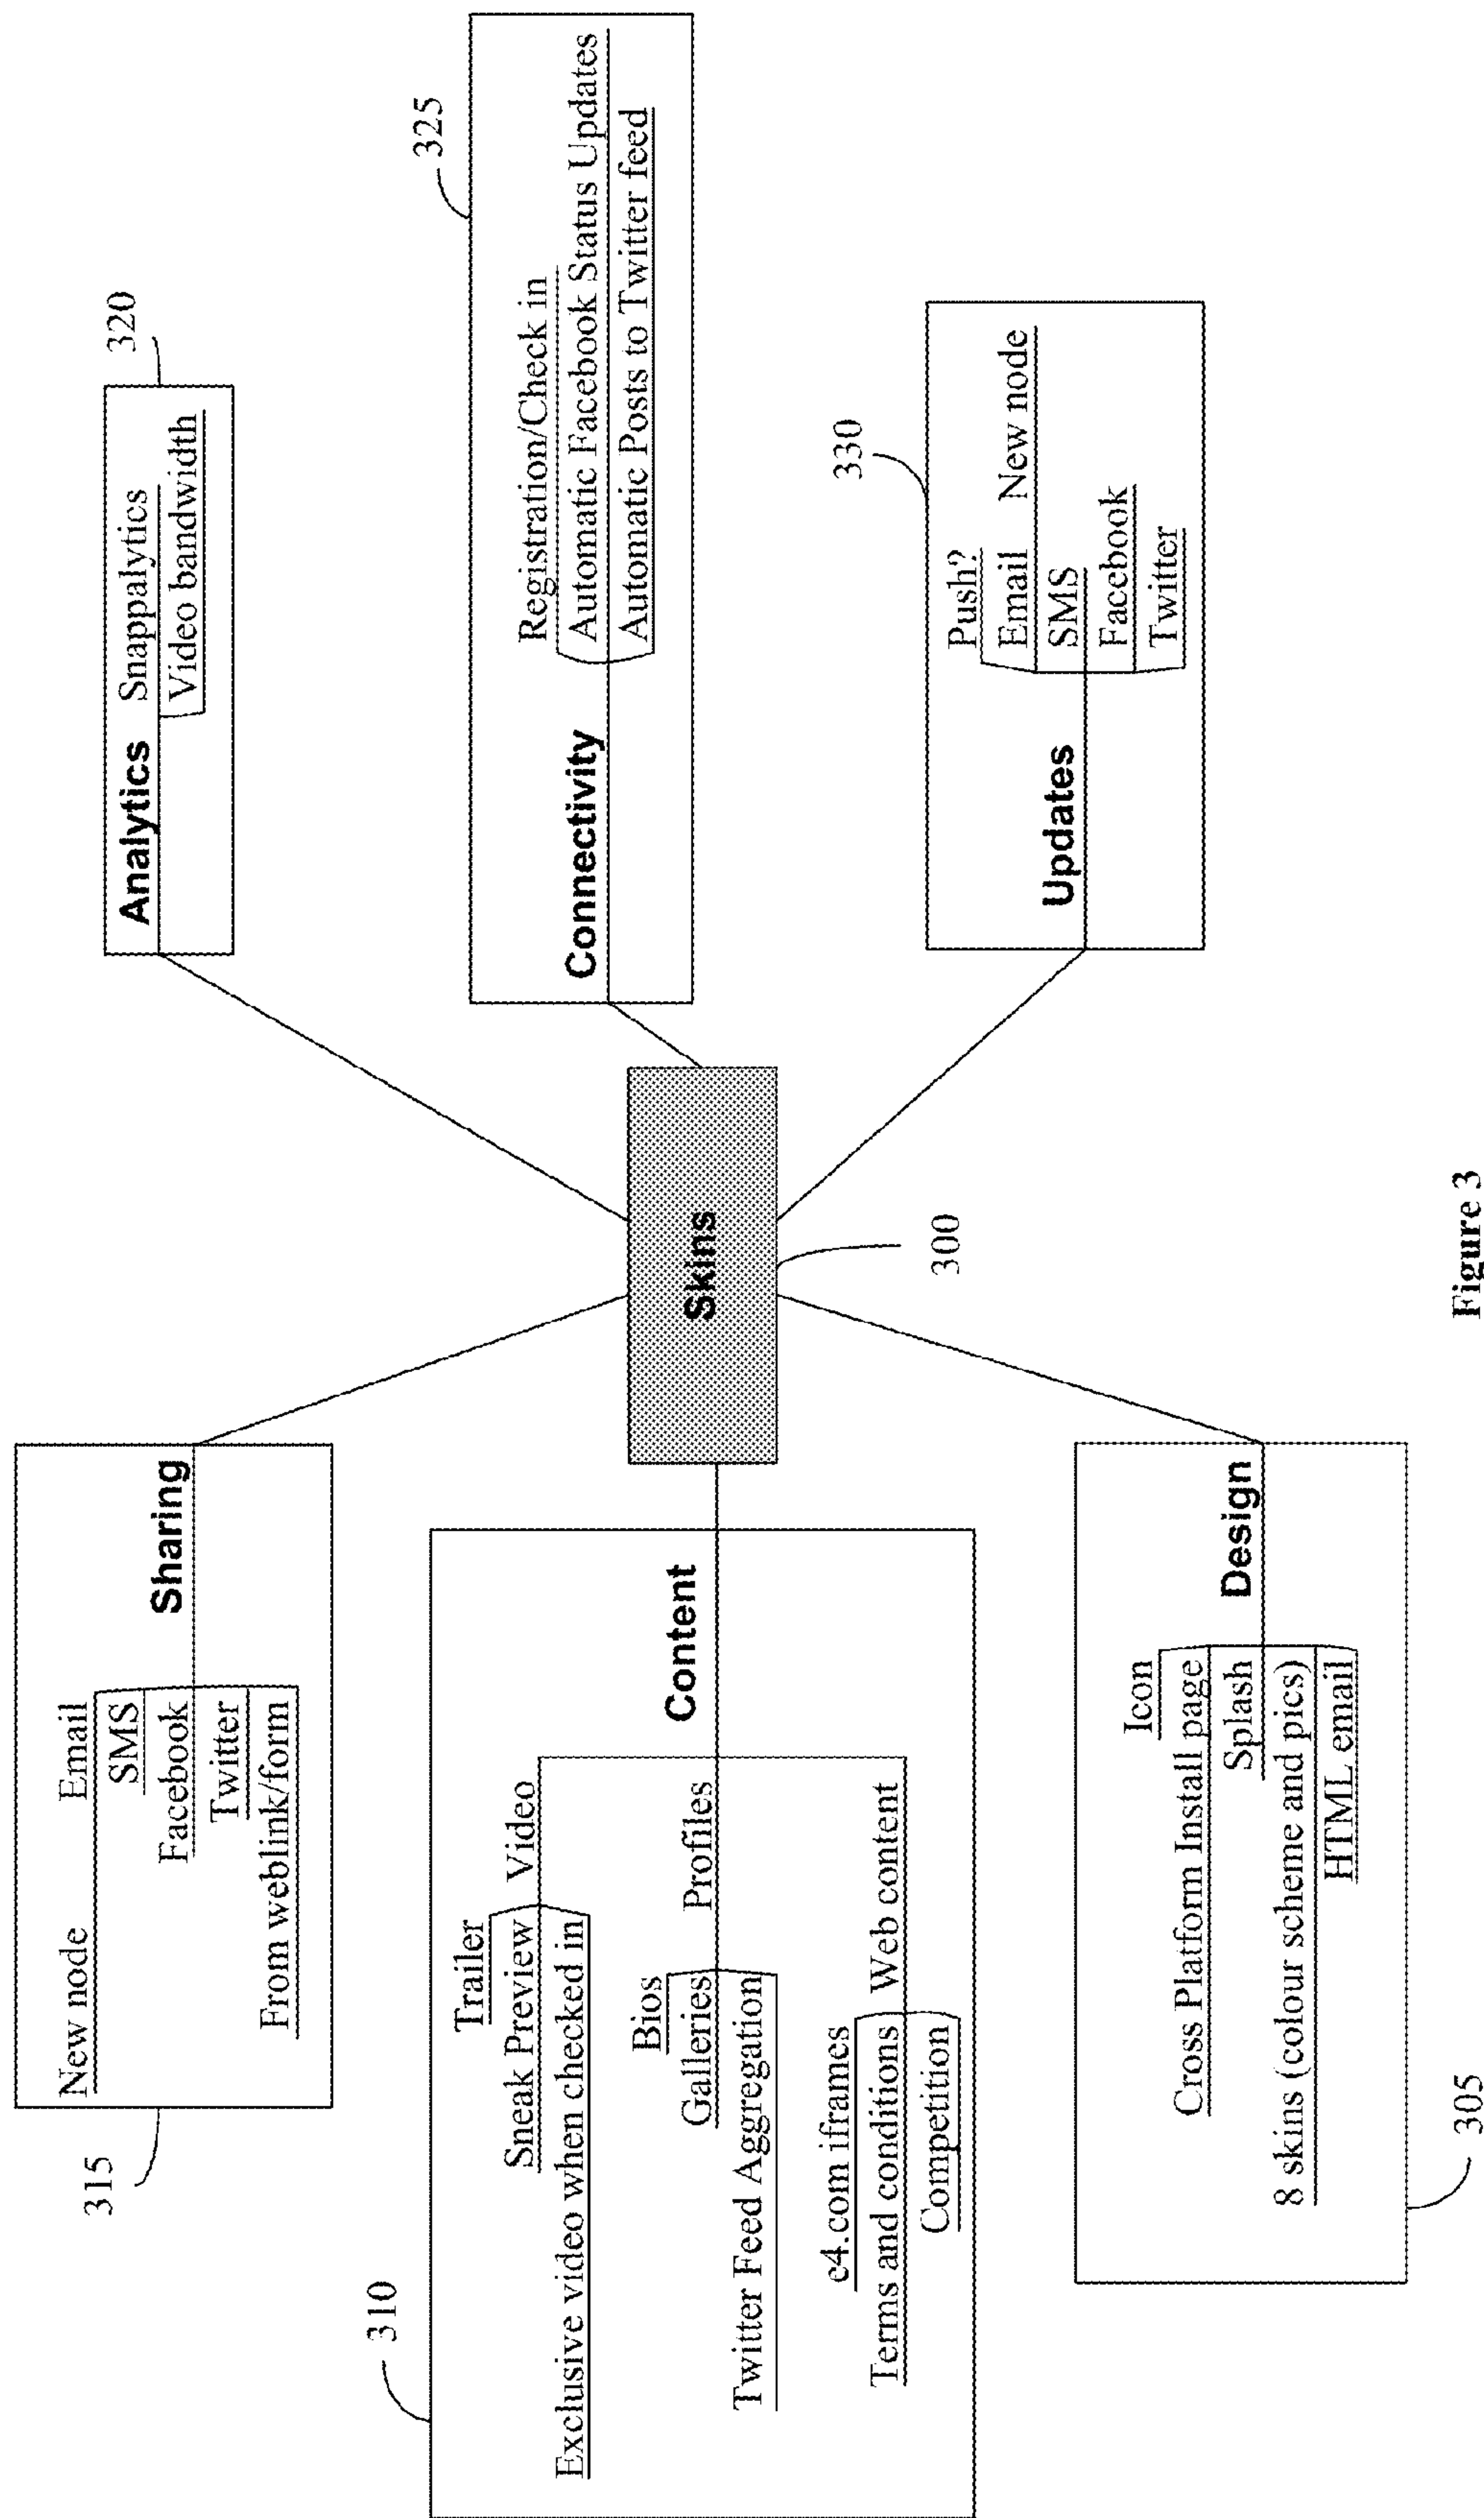 315
New node Email
SMS
Facebook
Twitter
From weblink/form
Sharing
310
Trailer
Sneak Preview Video
Exclusive video when checked in
Bios
Galleries Profiles
Twitter Feed Aggregation
e4.com iframes
Terms and conditions Web content
Competition
Content
Icon
Cross Platform Install page
Splash
8 skins (colour scheme and pics)
HTML email
Design
305
Skins
300
320
Analytics Snappalytics
Video bandwidth
325
Registration/Check in
Connectivity Automatic Facebook Status Updates
Automatic Posts to Twitter feed
330
Push?
Email New node
Updates SMS
Facebook
Twitter
Figure 3